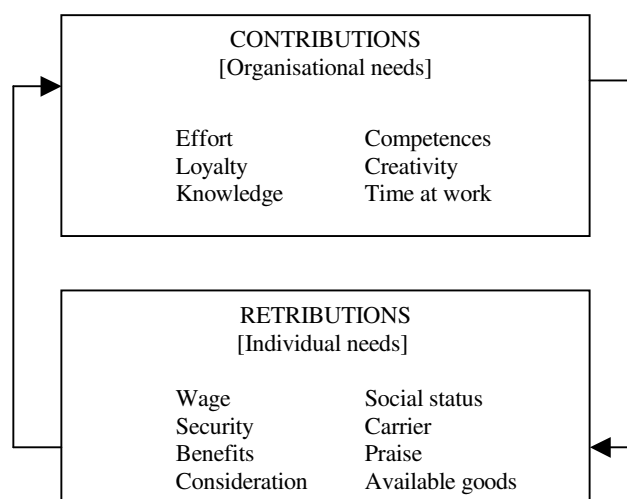 CONTRIBUTIONS
[Organisational needs]
Effort Competences
Loyalty Creativity
Knowledge Time at work
RETRIBUTIONS
[Individual needs]
Wage Social status
Security Carrier
Benefits Praise
Consideration Available goods